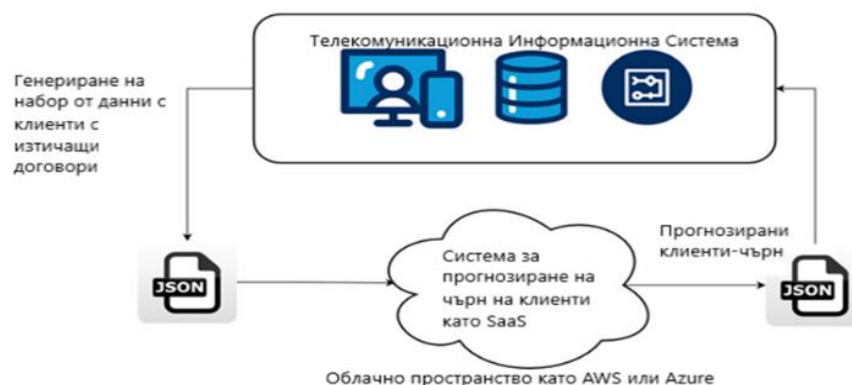 Телекомуникационна Информационна Система
Генериране на
набор от данни с
клиенти с
изтичащи
договори
JSON
Система за
прогнозиране на
чърн на клиенти
като SaaS
Прогнозирани
клиенти-чърн
JSON
Облачно пространство като AWS или Azure